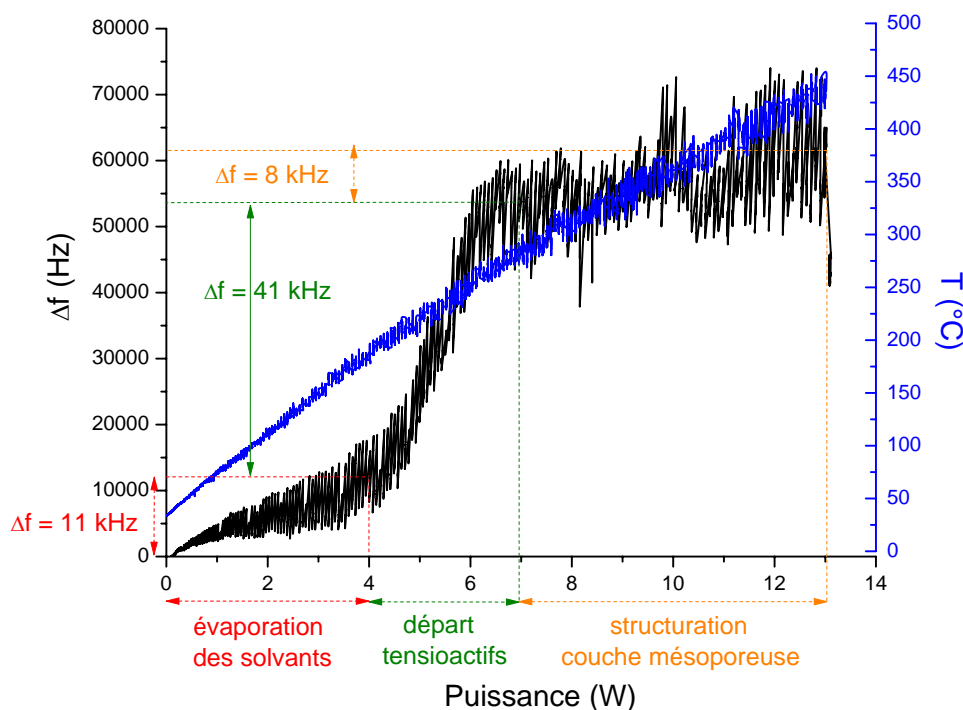 80000
70000
60000
50000
40000
30000
20000
10000
0
Δf (Hz)
500
450
400
350
300
250
200
150
100
50
0
T (°C)
Δf = 8 kHz
Δf = 41 kHz
Δf = 11 kHz
0 2 4 6 8 10 12 14
évaporation
des solvants
départ
tensioactifs
structuration
couche mésoporeuse
Puissance (W)